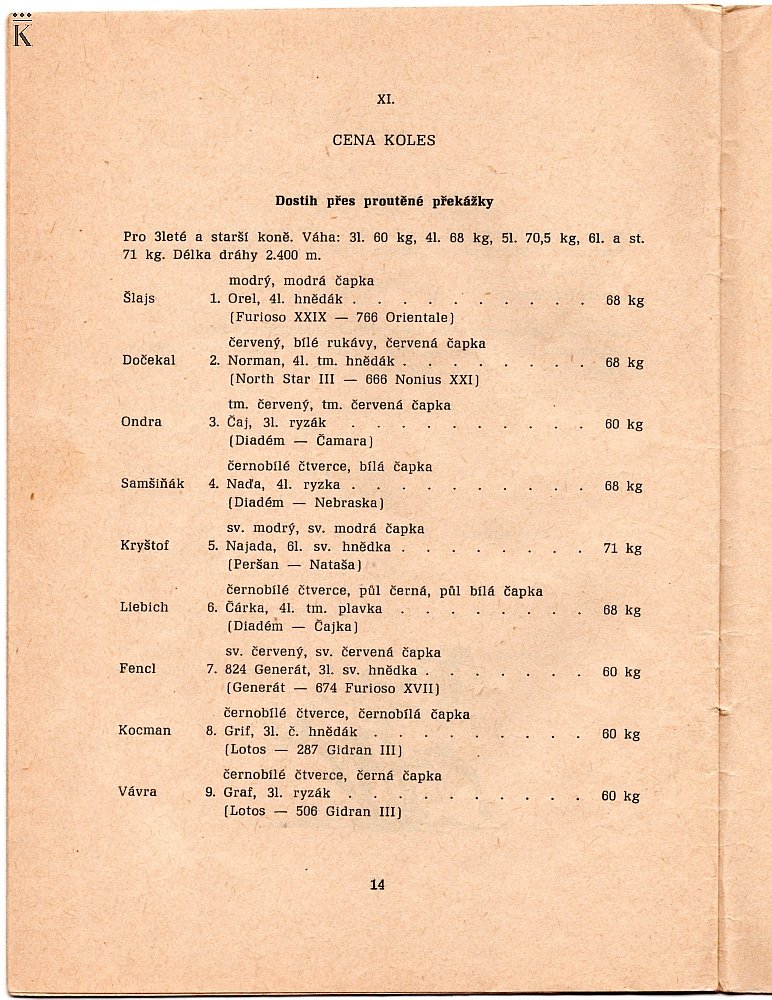 K
XI.
CENA KOLES
Dostih přes proutěné překážky
Pro 3leté a starší koně. Váha: 3l. 60 kg, 4l. 68 kg, 5l. 70,5 kg, 6l. a st.
71 kg. Délka dráhy 2.400 m.
modrý, modrá čapka
Šlajs 1. Orel, 4l. hnědák . . . . . . . . . . 68 kg
(Furioso XXIX — 766 Orientale)
červený, bílé rukávy, červená čapka
Dočekal 2. Norman, 4l. tm. hnědák . . . . . . . . 68 kg
(North Star III — 666 Nonius XXI)
tm. červený, tm. červená čapka
Ondra 3. Čaj, 3l. ryzák . . . . . . . . . . 60 kg
(Diadém — Čamara)
černobílé čtverce, bílá čapka
Samšiňák 4. Naďa, 4l. ryzka . . . . . . . . . . 68 kg
(Diadém — Nebraska)
sv. modrý, sv. modrá čapka
Kryštof 5. Najada, 6l. sv. hnědka . . . . . . . . 71 kg
(Peršan — Nataša)
černobílé čtverce, půl černá, půl bílá čapka
Liebich 6. Čárka, 4l. tm. plavka . . . . . . . . 68 kg
(Diadém — Čajka)
sv. červený, sv. červená čapka
Fencl 7. 824 Generát, 3l. sv. hnědka . . . . . . . 60 kg
(Generát — 674 Furioso XVII)
černobílé čtverce, černobílá čapka
Kocman 8. Grif, 3l. č. hnědák . . . . . . . . . 60 kg
(Lotos — 287 Gidran III)
černobílé čtverce, černá čapka
Vávra 9. Graf, 3l. ryzák . . . . . . . . . . 60 kg
(Lotos — 506 Gidran III)
14